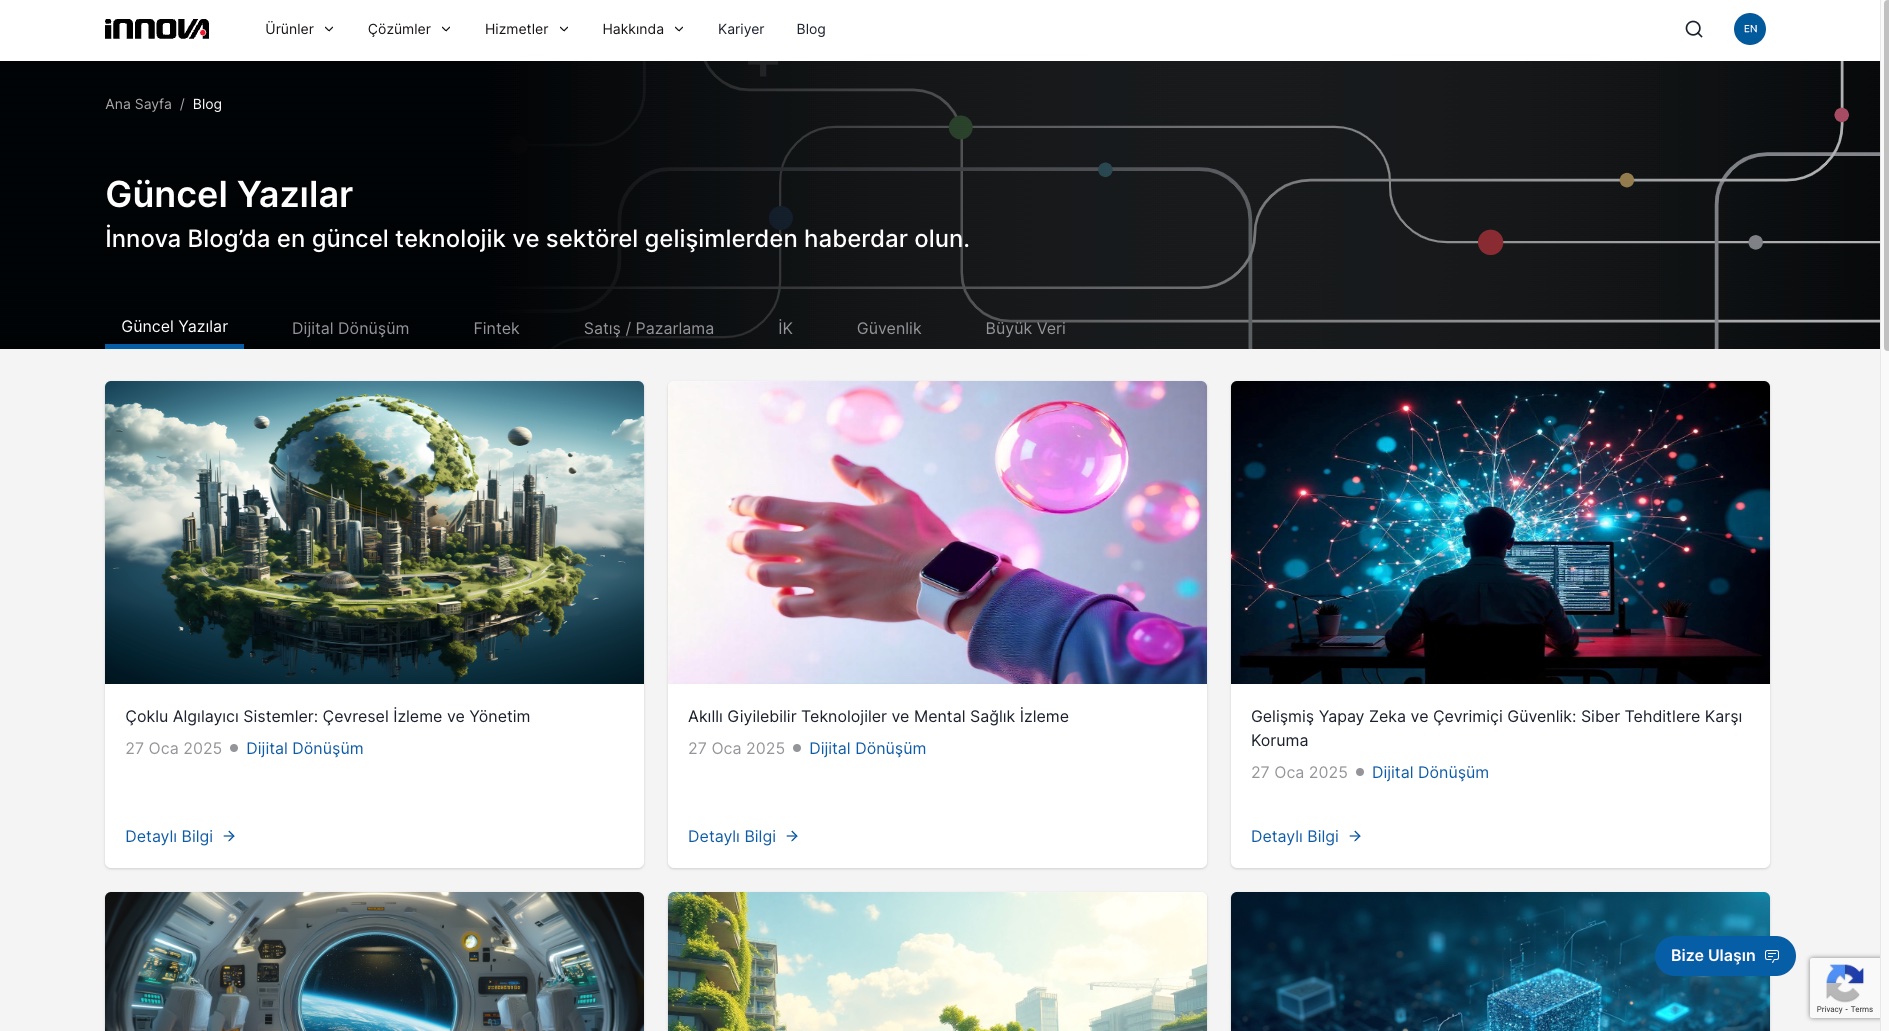 innova
Ürünler
Çözümler
Hizmetler
Hakkında
Kariyer
Blog
EN
Ana Sayfa / Blog
Güncel Yazılar
İnnova Blog’da en güncel teknolojik ve sektörel gelişimlerden haberdar olun.
Güncel Yazılar
Dijital Dönüşüm
Fintek
Satış / Pazarlama
İK
Güvenlik
Büyük Veri
Çoklu Algılayıcı Sistemler: Çevresel İzleme ve Yönetim
27 Oca 2025 ● Dijital Dönüşüm
Detaylı Bilgi →
Akıllı Giyilebilir Teknolojiler ve Mental Sağlık İzleme
27 Oca 2025 ● Dijital Dönüşüm
Detaylı Bilgi →
Gelişmiş Yapay Zeka ve Çevrimiçi Güvenlik: Siber Tehditlere Karşı
Koruma
27 Oca 2025 ● Dijital Dönüşüm
Detaylı Bilgi →
Bize Ulaşın
Privacy - Terms